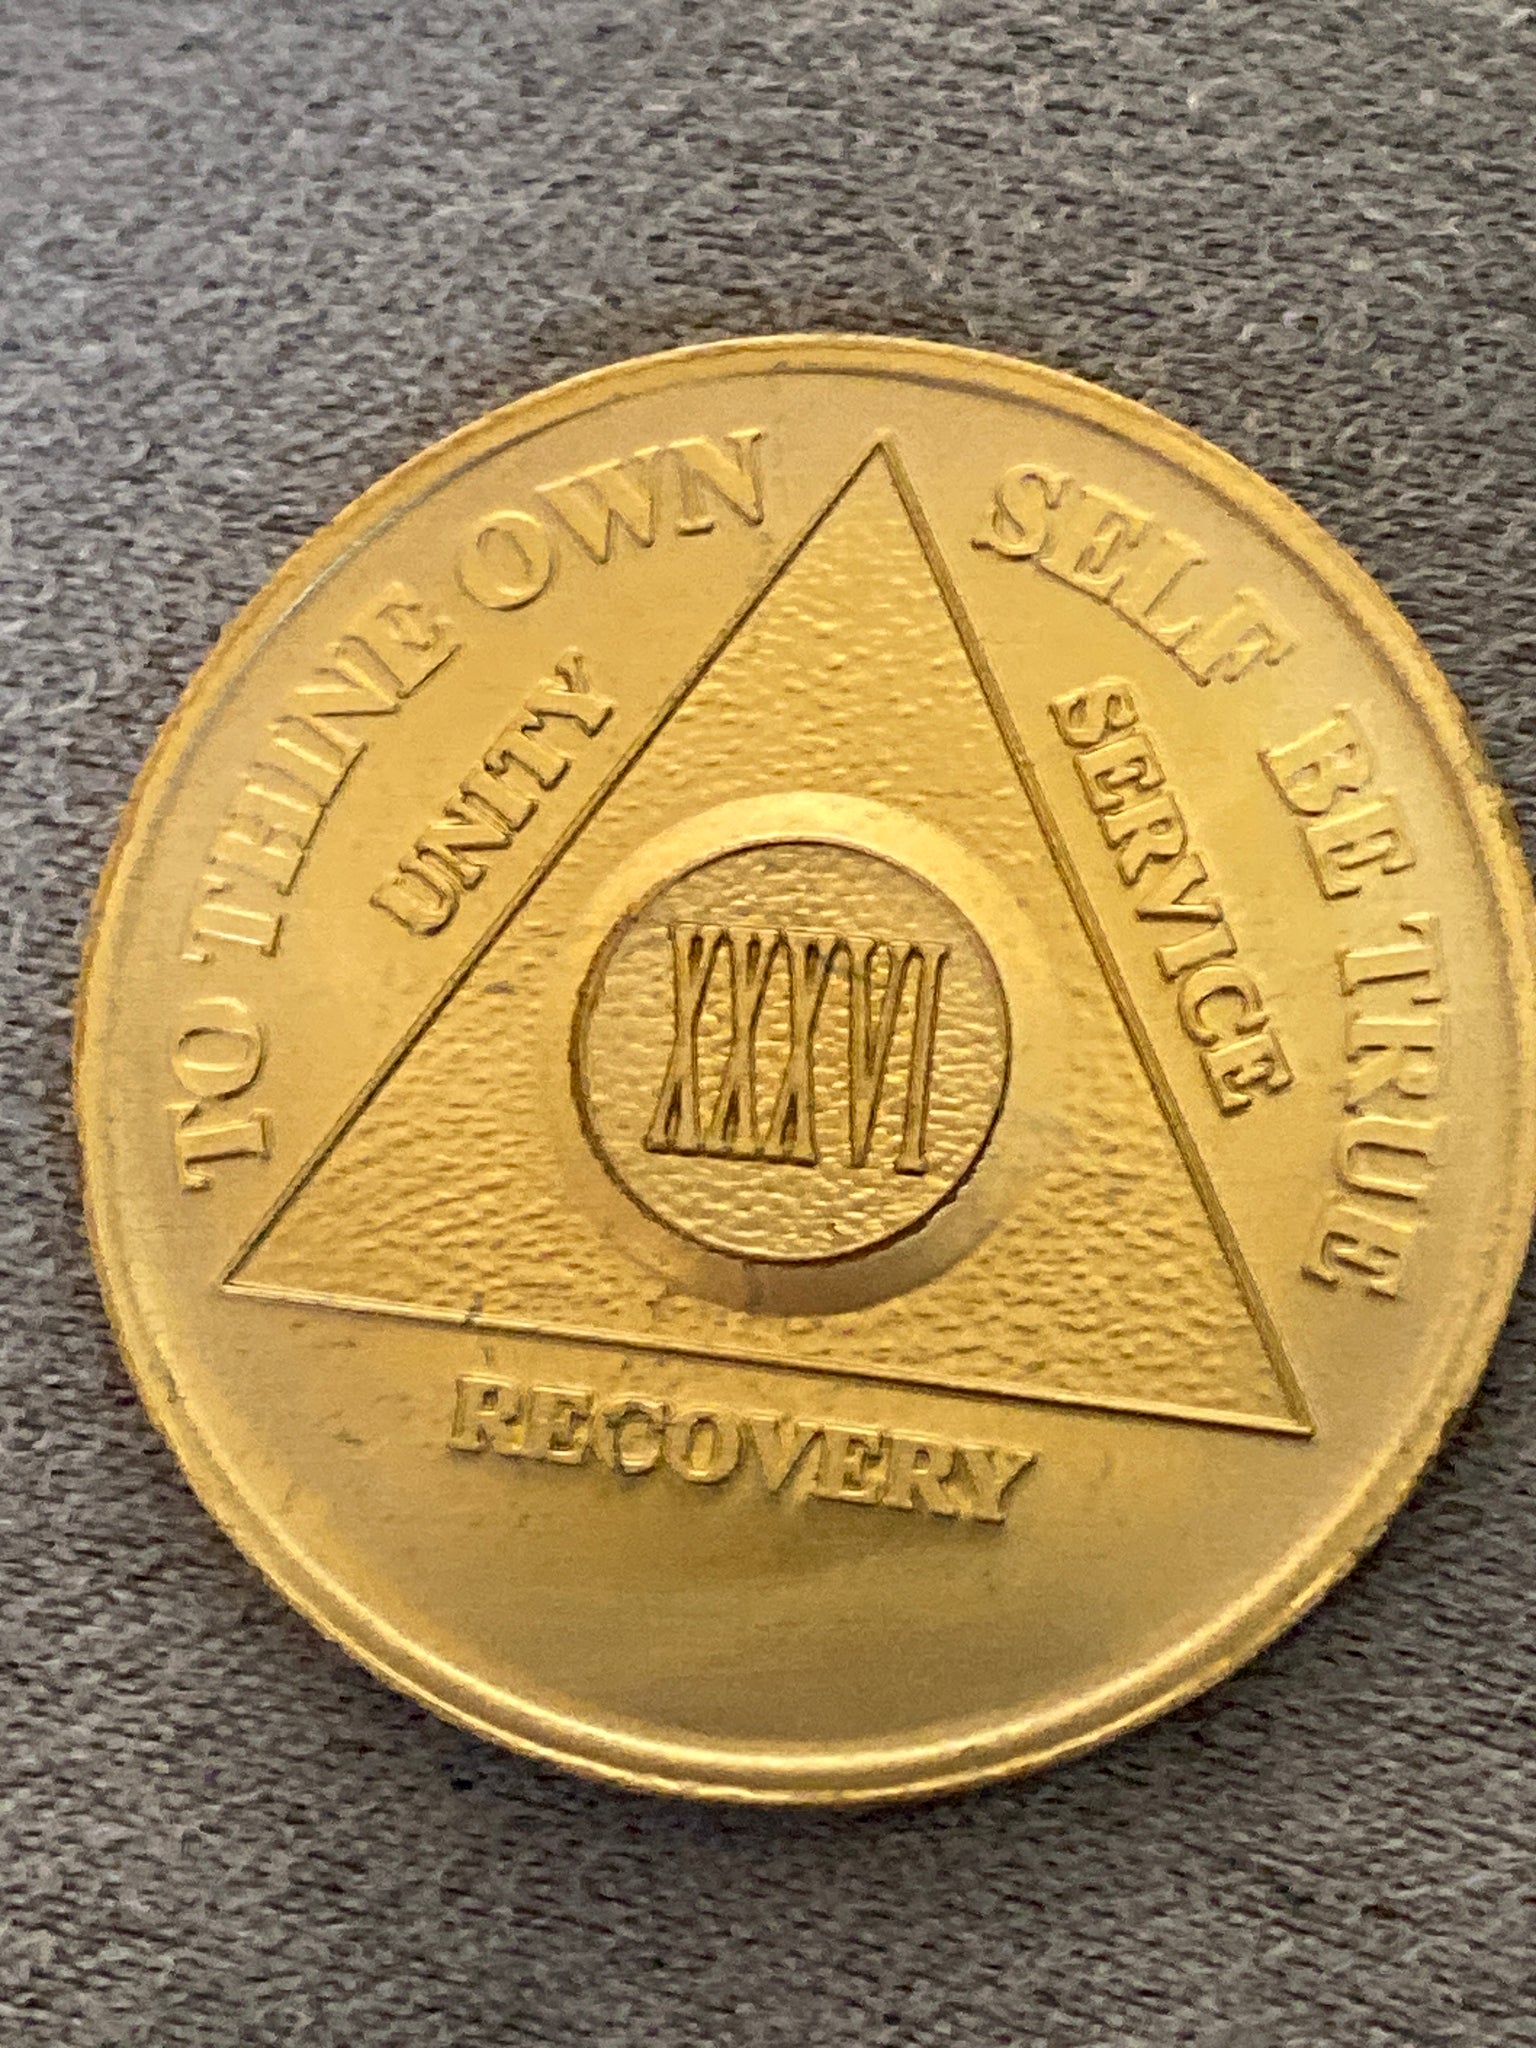 TO THINE OWN SELF BE TRUE
UNITY
SERVICE
XXXVI
RECOVERY